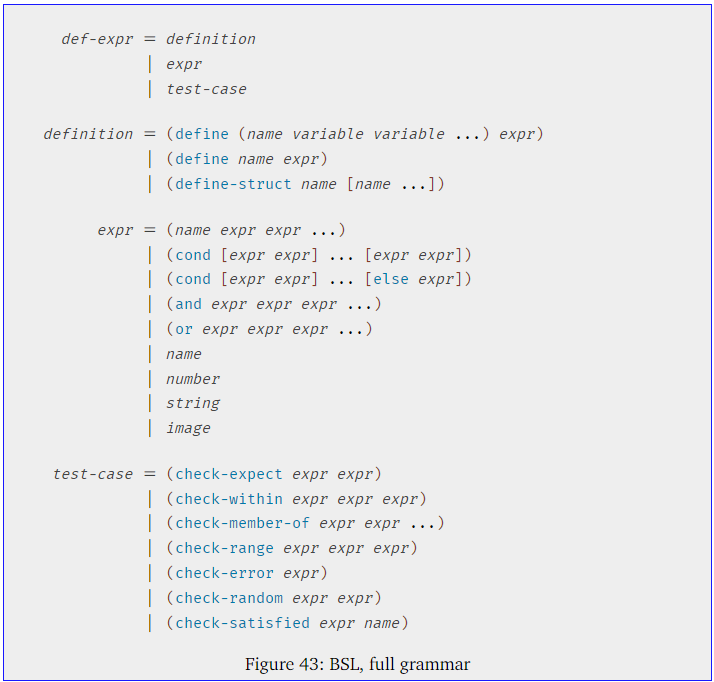 def-expr = definition
| expr
| test-case
definition = (define (name variable variable ...) expr)
| (define name expr)
| (define-struct name [name ...])
expr = (name expr expr ...)
| (cond [expr expr] ... [expr expr])
| (cond [expr expr] ... [else expr])
| (and expr expr expr ...)
| (or expr expr expr ...)
| name
| number
| string
| image
test-case = (check-expect expr expr)
| (check-within expr expr expr)
| (check-member-of expr expr ...)
| (check-range expr expr expr)
| (check-error expr)
| (check-random expr expr)
| (check-satisfied expr name)
Figure 43: BSL, full grammar